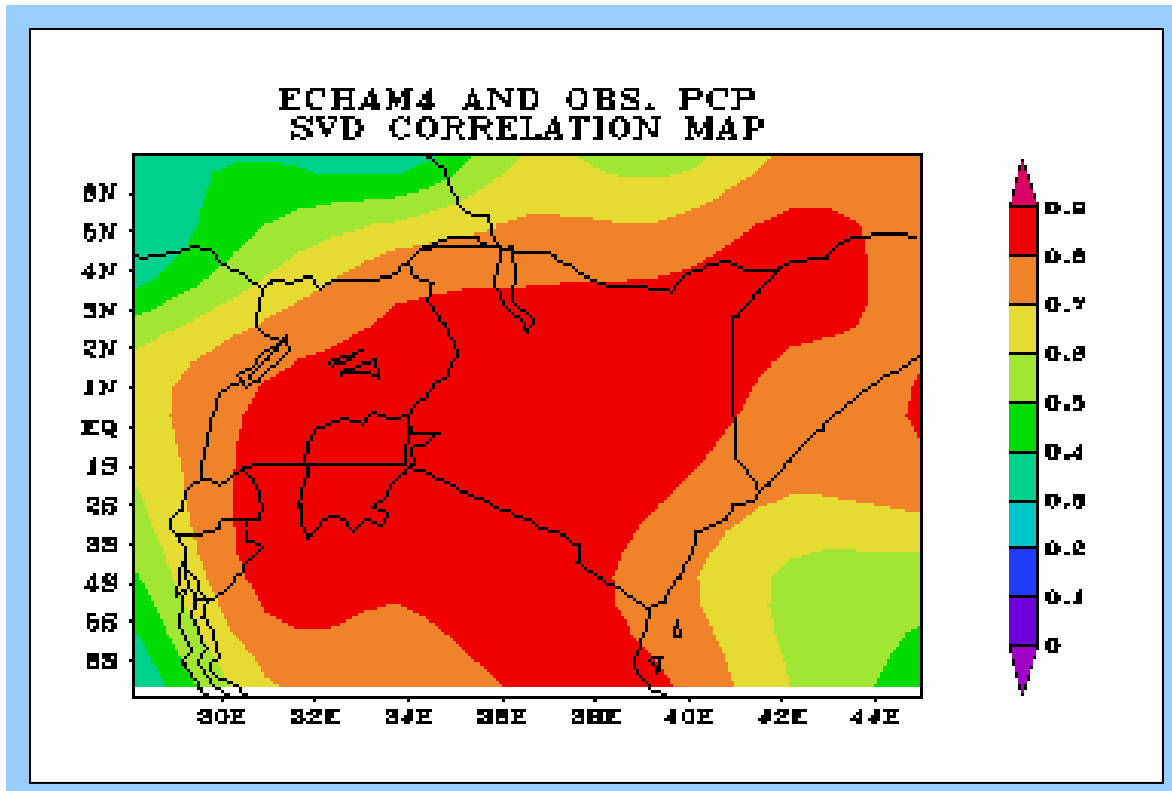 ECHAM4 AND OBS. PCP
SVD CORRELATION MAP
6N
5N
4N
3N
2N
1N
EQ
1S
2S
3S
4S
5S
6S
30E
32E
34E
36E
38E
40E
42E
44E
0.9
0.8
0.7
0.6
0.5
0.4
0.3
0.2
0.1
0